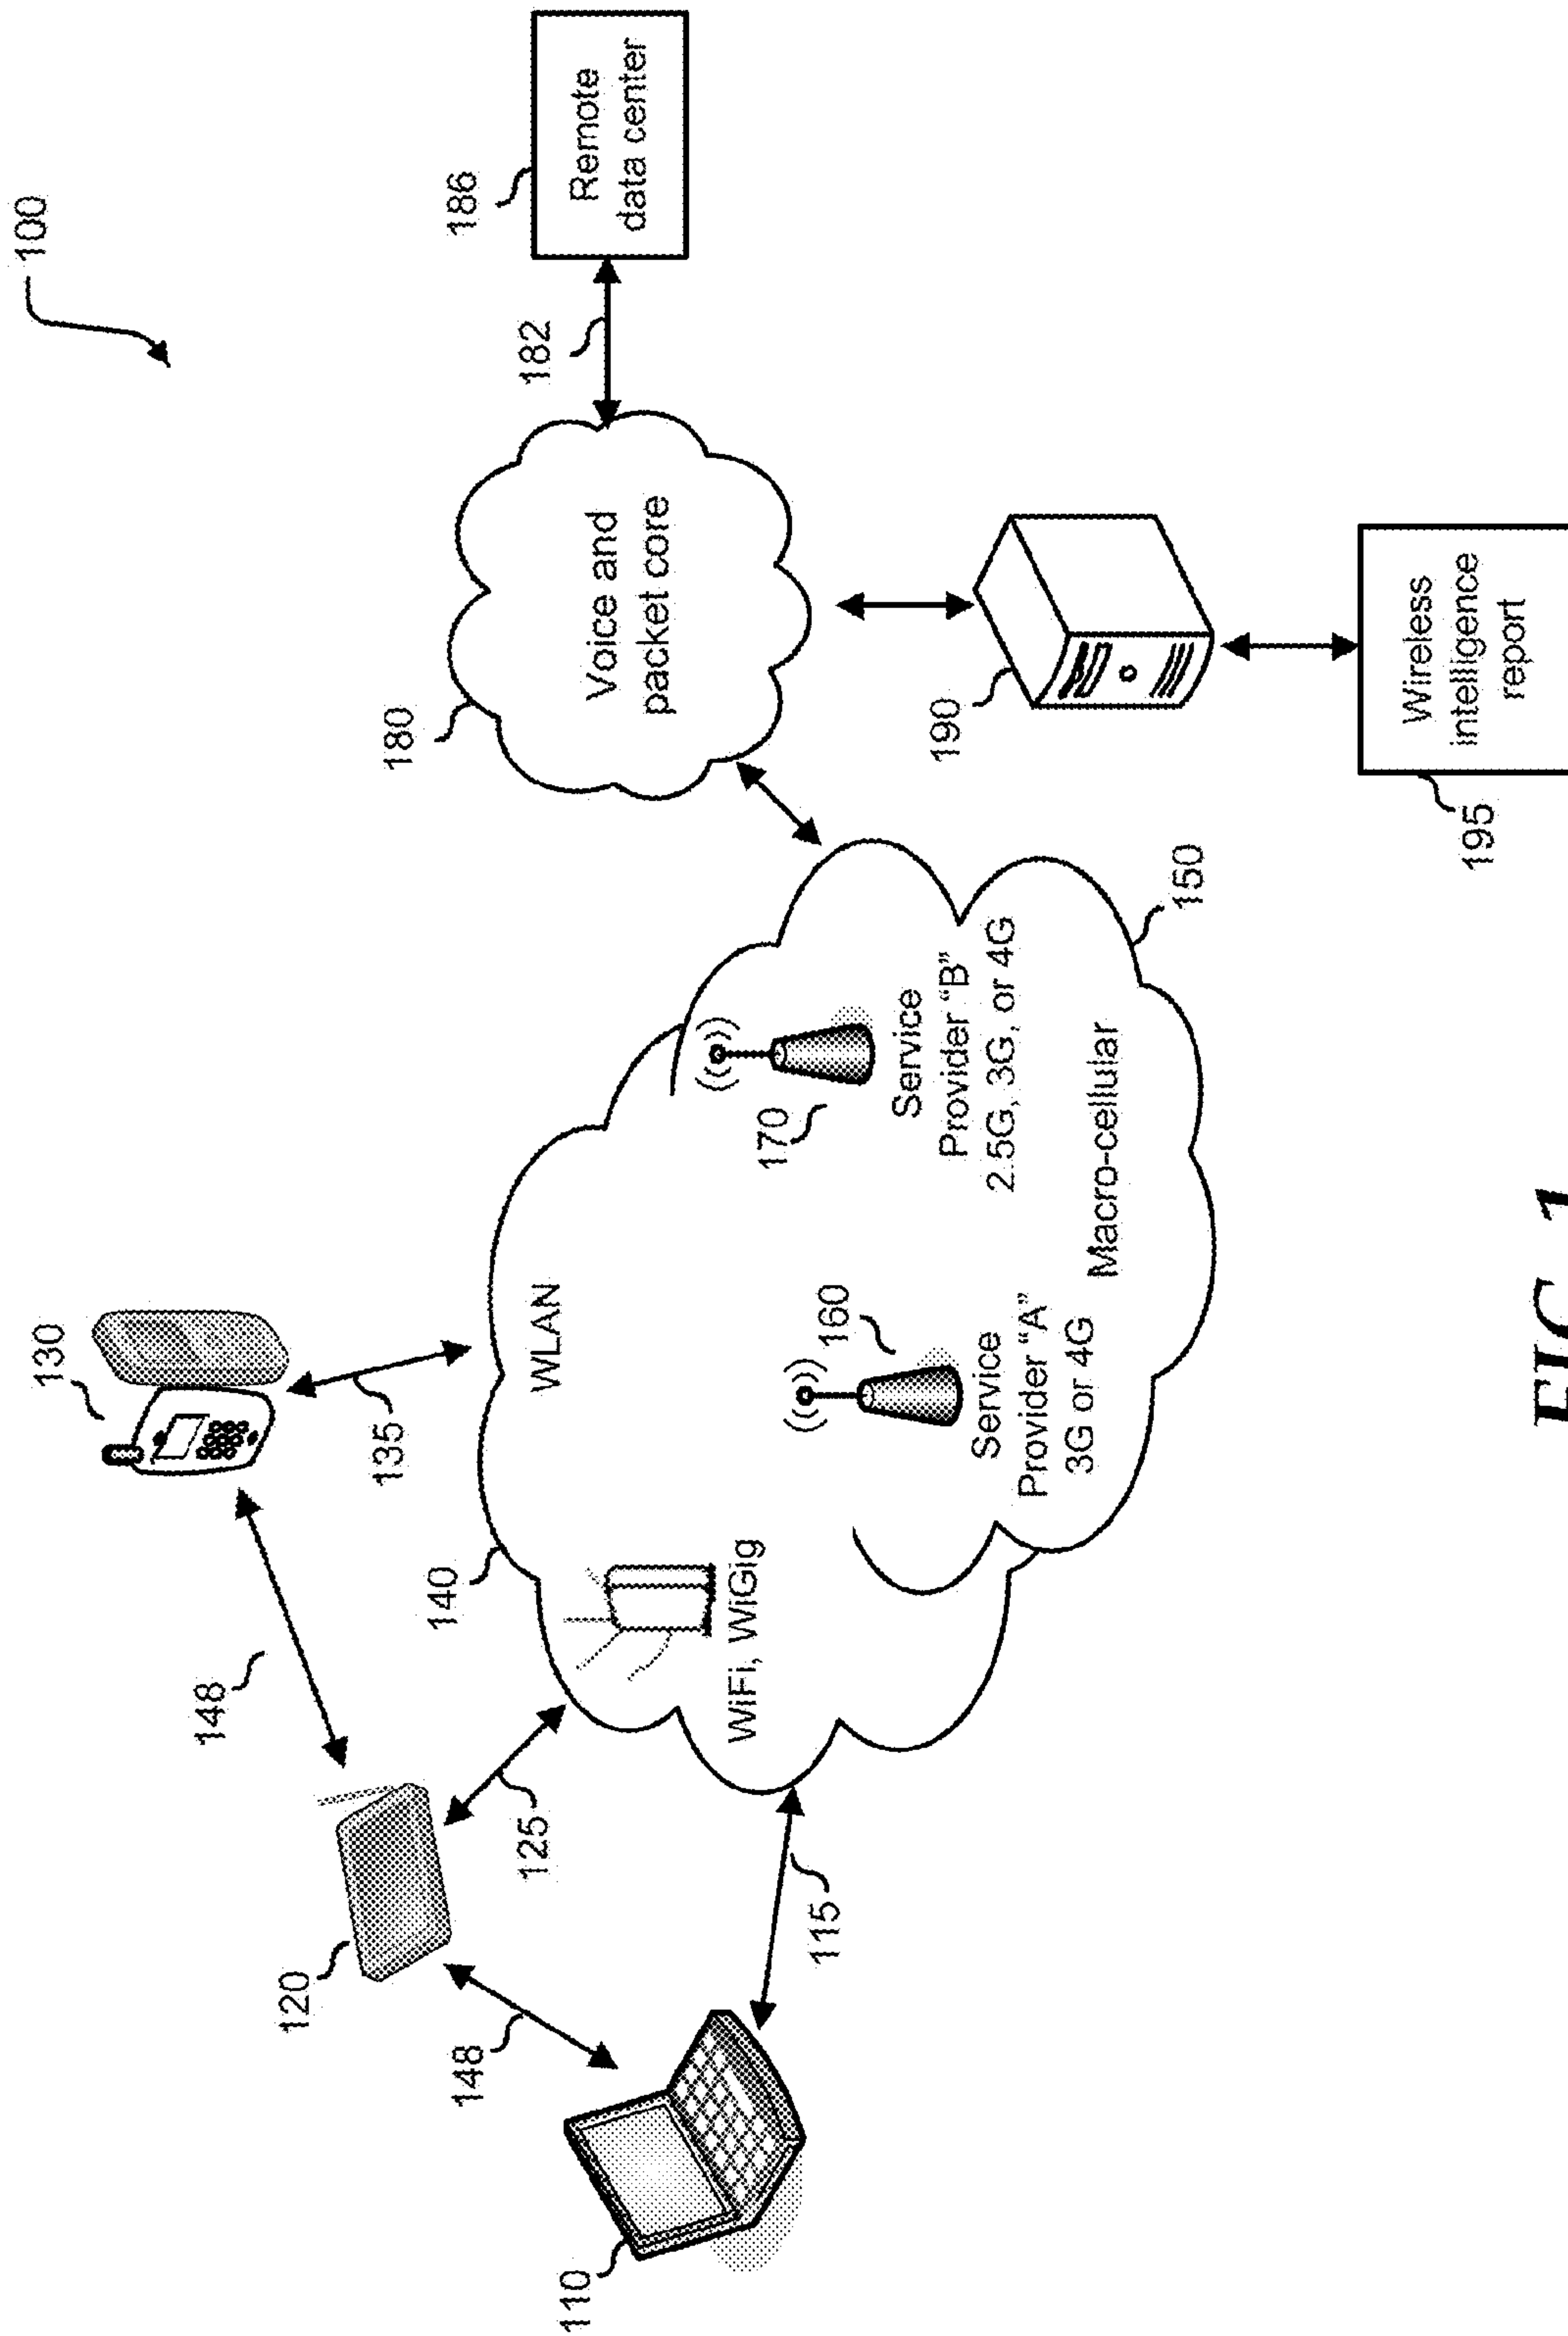 100
130
135
148
120
125
148
110
115
140
WLAN
WiFi, WiGig
160
Service
Provider "A"
3G or 4G
170
Service
Provider "B"
2.5G, 3G, or 4G
Macro-cellular
150
180
Voice and
packet core
182
186
Remote
data center
190
195
Wireless
intelligence
report
FIG. 1